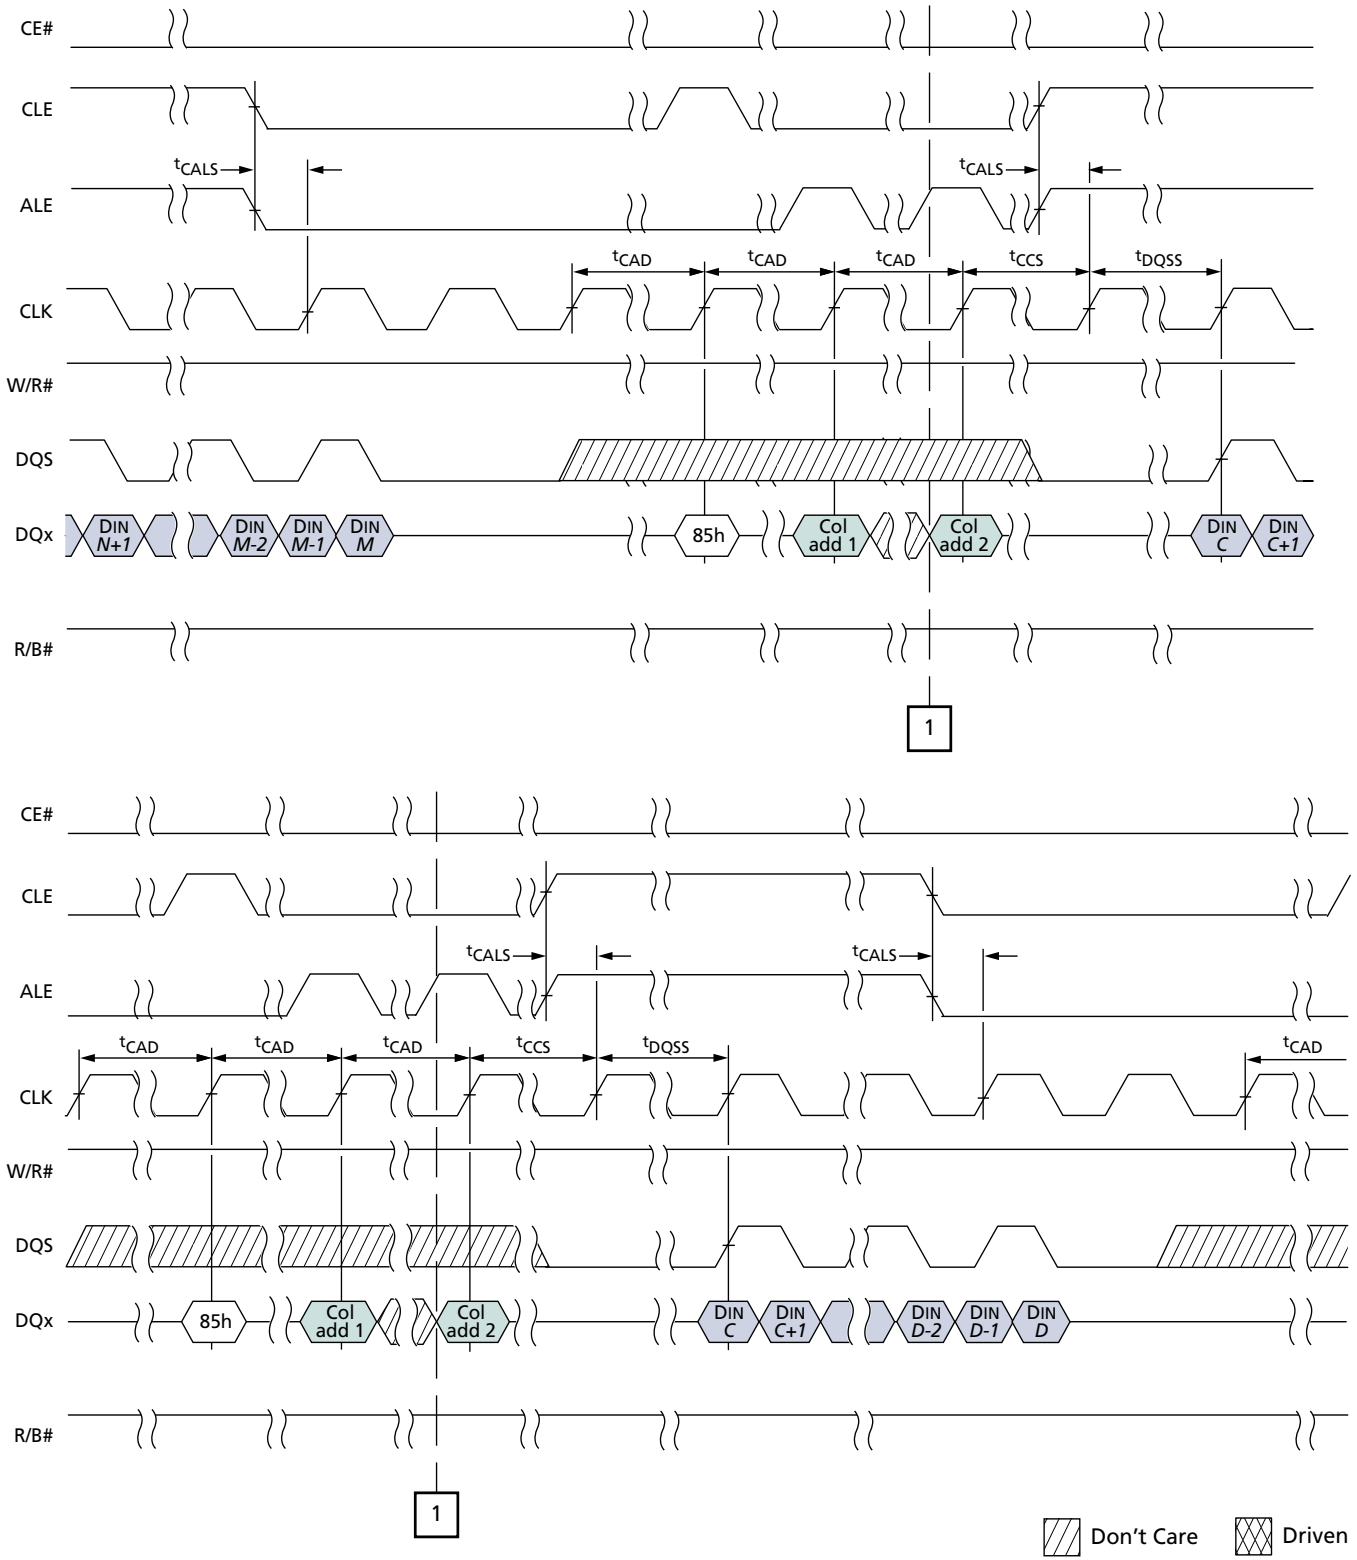 CE#
CLE
tCALS
tCALS
ALE
tCAD
tCAD
tCAD
tCCS
tDQSS
CLK
W/R#
DQS
DQx
DIN
N+1
DIN
M-2
DIN
M-1
DIN
M
85h
Col
add 1
Col
add 2
DIN
C
DIN
C+1
R/B#
1
CE#
CLE
tCALS
tCALS
ALE
tCAD
tCAD
tCAD
tCCS
tDQSS
tCAD
CLK
W/R#
DQS
DQx
85h
Col
add 1
Col
add 2
DIN
C
DIN
C+1
DIN
D-2
DIN
D-1
DIN
D
R/B#
1
Don't Care
Driven